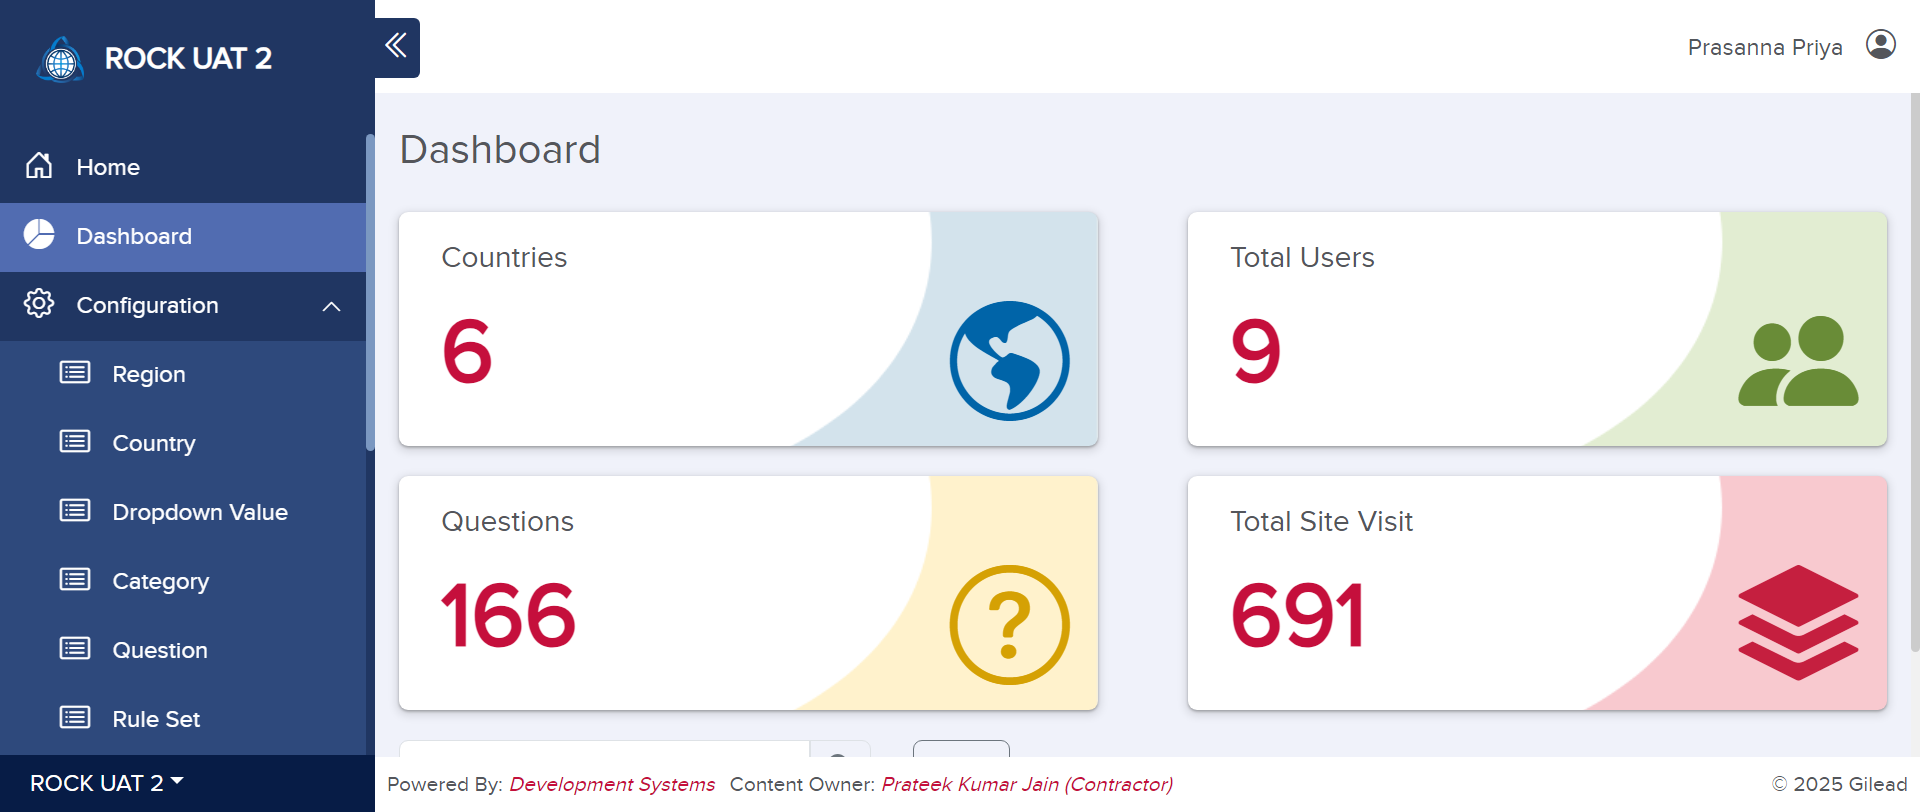 ROCK UAT 2
Prasanna Priya
Home
Dashboard
Configuration
Region
Country
Dropdown Value
Category
Question
Rule Set
ROCK UAT 2
Dashboard
Countries
6
Total Users
9
Questions
166
Total Site Visit
691
Powered By: Development Systems Content Owner: Prateek Kumar Jain (Contractor)
© 2025 Gilead